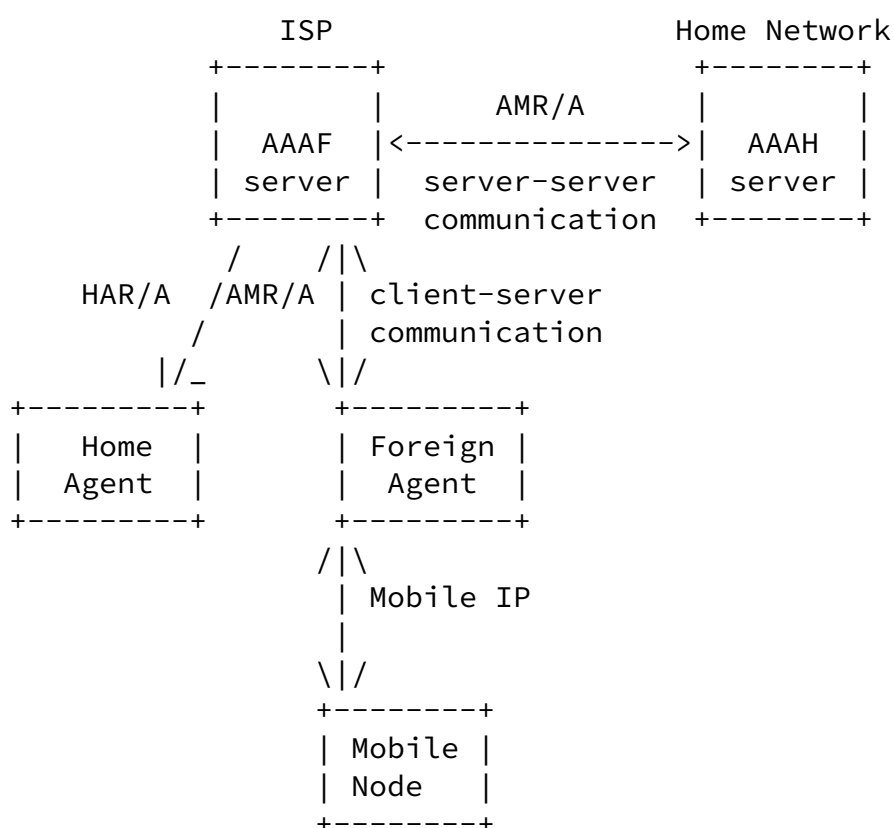 ISP                    Home Network
            +--------+                  +--------+
            |        |      AMR/A       |        |
            |  AAAF  |<--------------->|  AAAH  |
            | server |  server-server  | server |
            +--------+  communication  +--------+
             /    /|\
     HAR/A  /AMR/A | client-server
           /       | communication
         |/_      \|/
 +---------+       +---------+
 |   Home  |       | Foreign |
 |  Agent  |       |  Agent  |
 +---------+       +---------+
                  /|\
                   | Mobile IP
                   |
                  \|/
                  +--------+
                  | Mobile |
                  | Node   |
                  +--------+